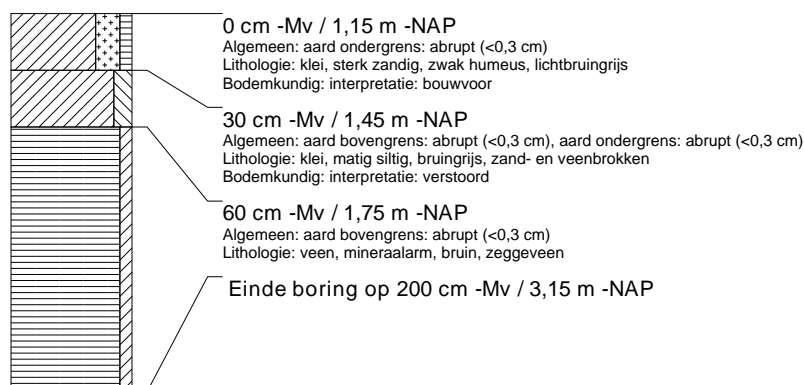 0 cm -Mv / 1,15 m -NAP
Algemeen: aard ondergrens: abrupt (<0,3 cm)
Lithologie: klei, sterk zandig, zwak humeus, lichtbruingrijs
Bodemkundig: interpretatie: bouwvoor
30 cm -Mv / 1,45 m -NAP
Algemeen: aard bovengrens: abrupt (<0,3 cm), aard ondergrens: abrupt (<0,3 cm)
Lithologie: klei, matig siltig, bruingrijs, zand- en veenbrokken
Bodemkundig: interpretatie: verstoord
60 cm -Mv / 1,75 m -NAP
Algemeen: aard bovengrens: abrupt (<0,3 cm)
Lithologie: veen, mineraalarm, bruin, zeggeveen
Einde boring op 200 cm -Mv / 3,15 m -NAP